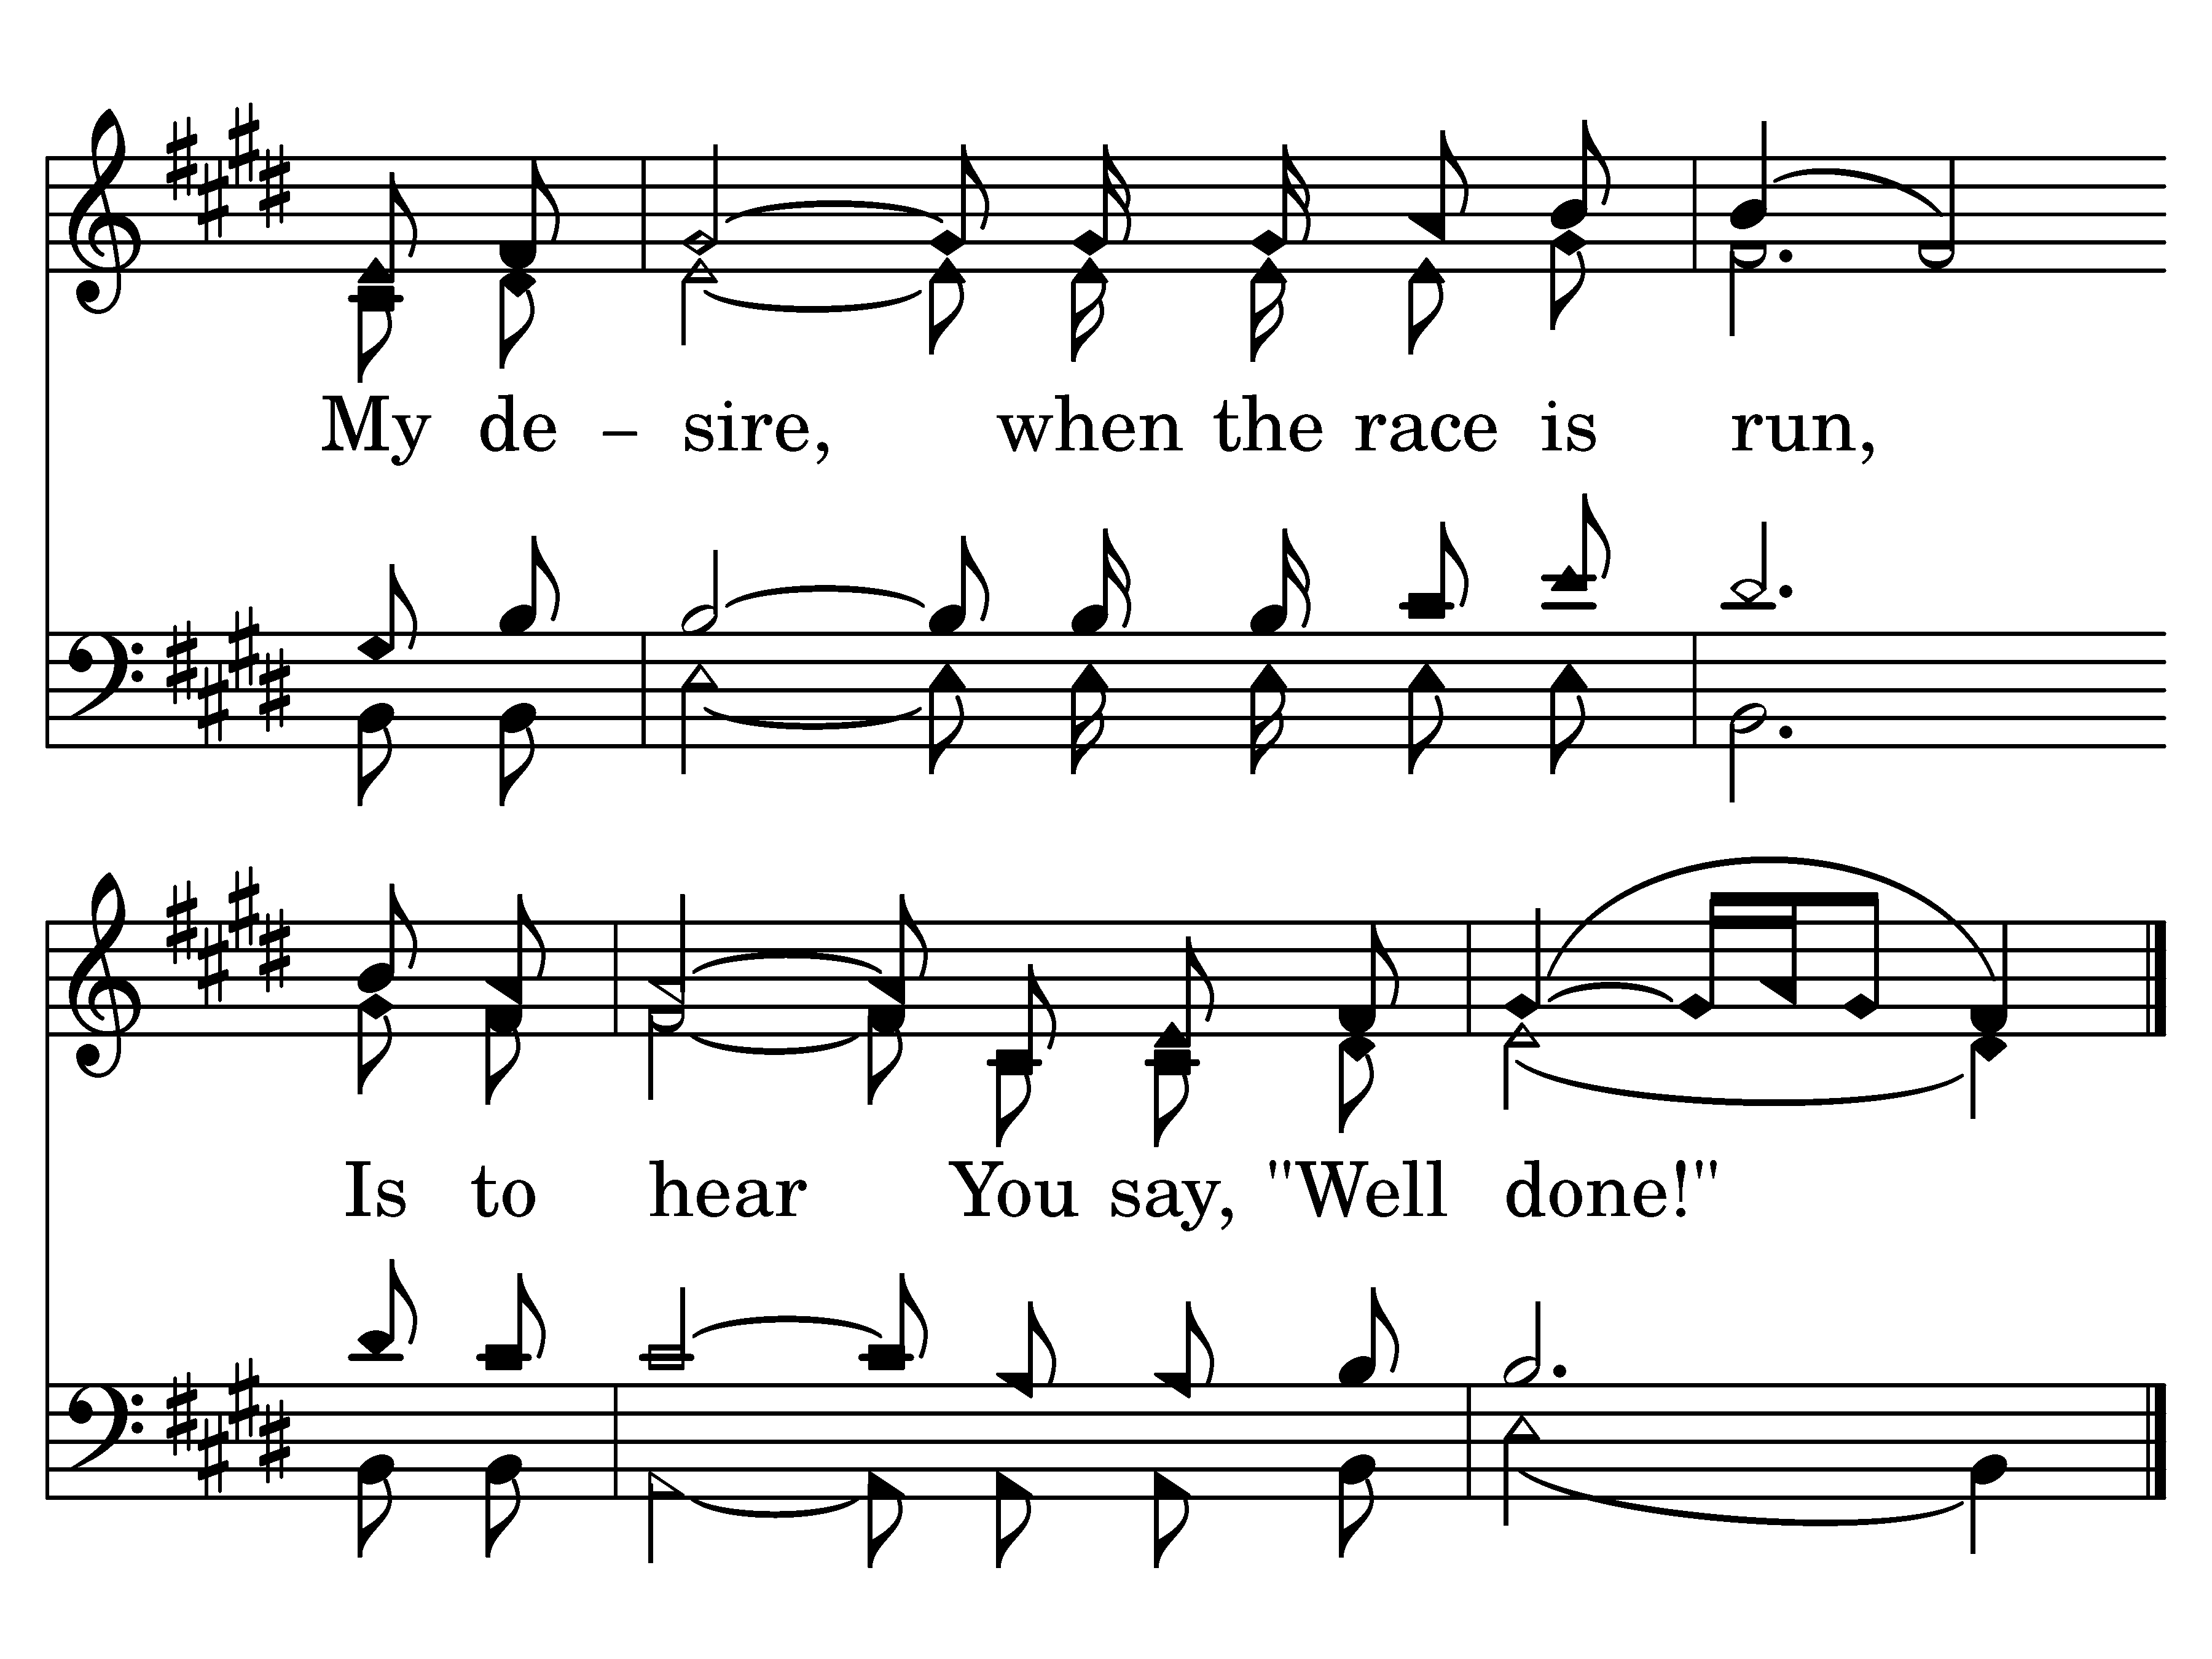 My de – sire, when the race is run,
Is to hear You say, "Well done!"